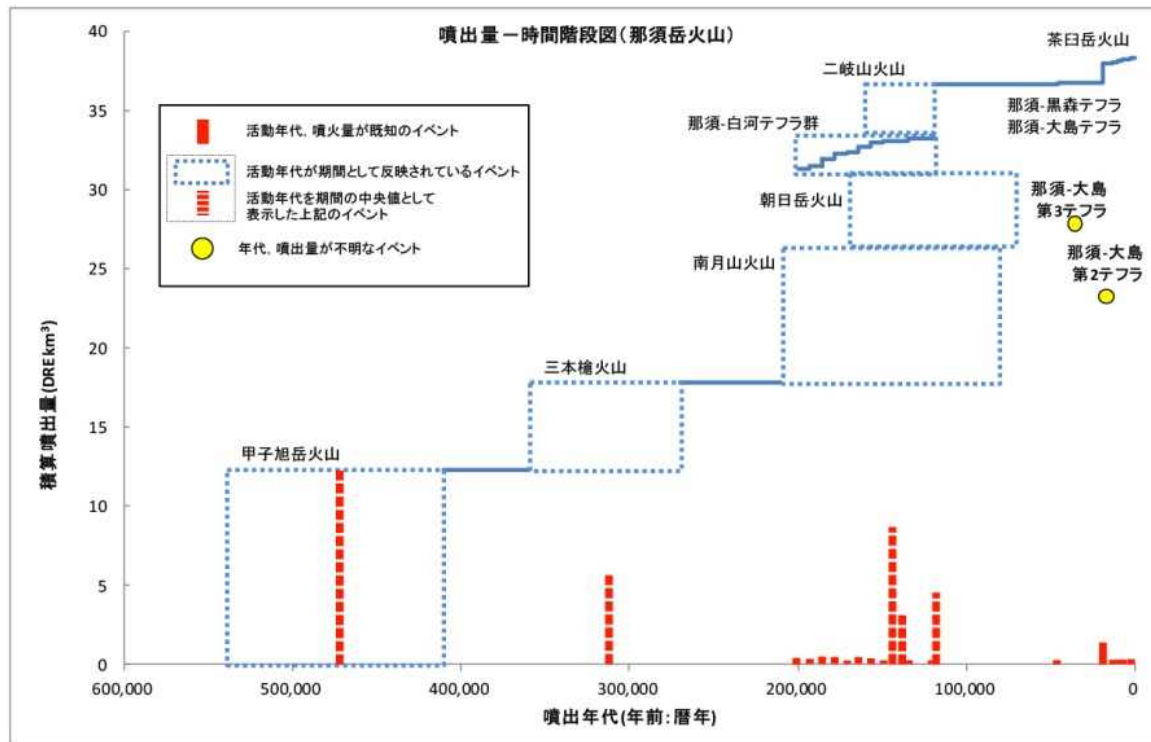 噴出量－時間階段図（那須岳火山）
40
35
30
25
20
15
10
5
0
積算噴出量(DREkm³)
活動年代、噴火量が既知のイベント
活動年代が期間として反映されているイベント
活動年代を期間の中央値として
表示した上記のイベント
年代、噴出量が不明なイベント
茶臼岳火山
二岐山火山
那須-黒森テフラ
那須-大島テフラ
那須-白河テフラ群
朝日岳火山
那須-大島
第3テフラ
南月山火山
那須-大島
第2テフラ
三本槍火山
甲子旭岳火山
600,000
500,000
400,000
300,000
200,000
100,000
0
噴出年代(年前:暦年)